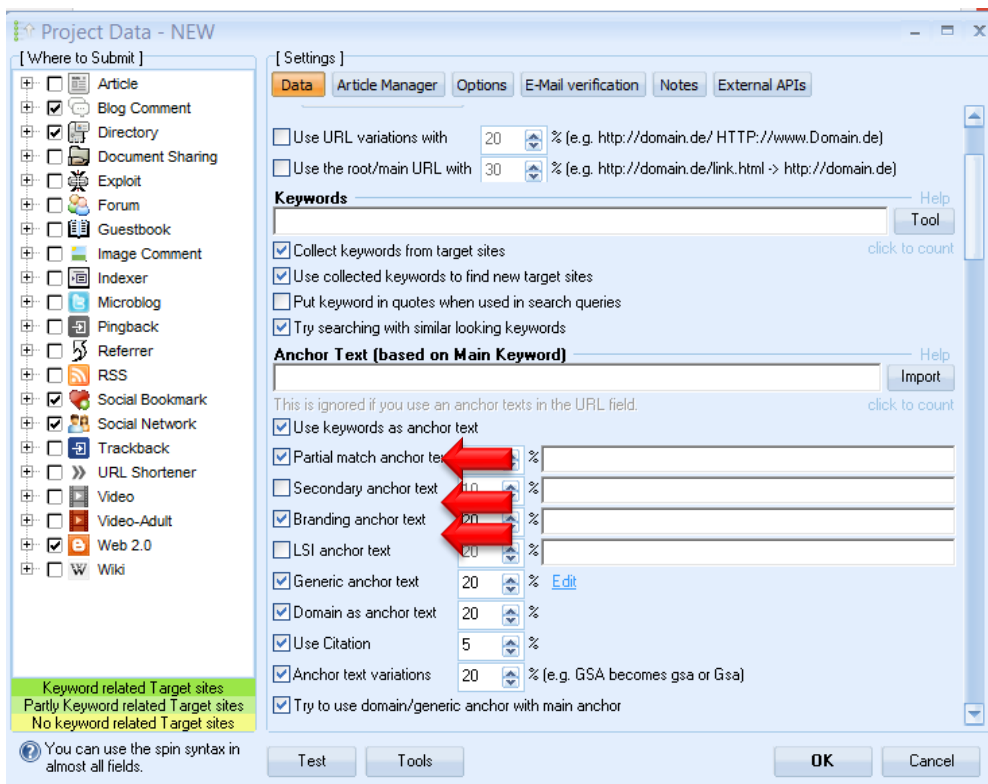 Project Data - NEW
[ Where to Submit ]
Article
Blog Comment
Directory
Document Sharing
Exploit
Forum
Guestbook
Image Comment
Indexer
Microblog
Pingback
Referrer
RSS
Social Bookmark
Social Network
Trackback
URL Shortener
Video
Video-Adult
Web 2.0
Wiki
Keyword related Target sites
Partly Keyword related Target sites
No keyword related Target sites
You can use the spin syntax in
almost all fields.
[ Settings ]
Data Article Manager Options E-Mail verification Notes External APIs
Use URL variations with 20 % (e.g. http://domain.de/ HTTP://www.Domain.de)
Use the root/main URL with 30 % (e.g. http://domain.de/link.html -> http://domain.de)
Keywords Help
Tool
Collect keywords from target sites click to count
Use collected keywords to find new target sites
Put keyword in quotes when used in search queries
Try searching with similar looking keywords
Anchor Text (based on Main Keyword) Help
Import
This is ignored if you use an anchor texts in the URL field. click to count
Use keywords as anchor text
Partial match anchor %
Secondary anchor text 10 %
Branding anchor text 20 %
LSI anchor text 20 %
Generic anchor text 20 % Edit
Domain as anchor text 20 %
Use Citation 5 %
Anchor text variations 20 % (e.g. GSA becomes gsa or Gsa)
Try to use domain/generic anchor with main anchor
Test Tools OK Cancel